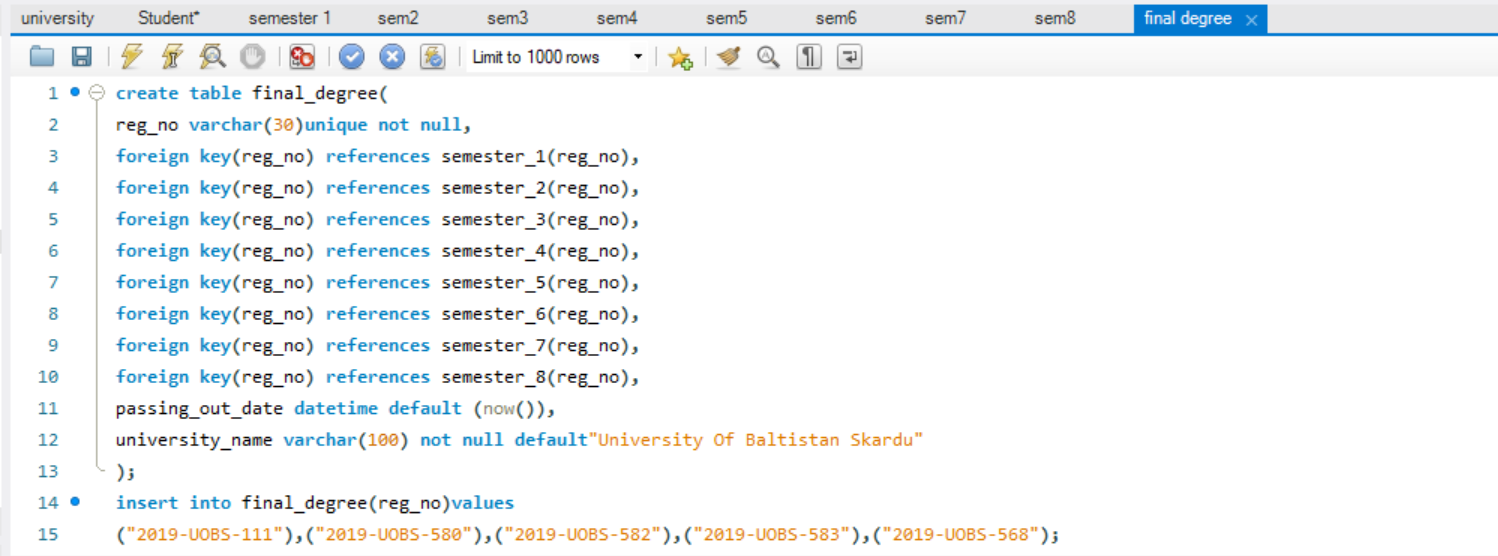 university Student* semester 1 sem2 sem3 sem4 sem5 sem6 sem7 sem8 final degree
Limit to 1000 rows
1 create table final_degree(
2 reg_no varchar(30)unique not null,
3 foreign key(reg_no) references semester_1(reg_no),
4 foreign key(reg_no) references semester_2(reg_no),
5 foreign key(reg_no) references semester_3(reg_no),
6 foreign key(reg_no) references semester_4(reg_no),
7 foreign key(reg_no) references semester_5(reg_no),
8 foreign key(reg_no) references semester_6(reg_no),
9 foreign key(reg_no) references semester_7(reg_no),
10 foreign key(reg_no) references semester_8(reg_no),
11 passing_out_date datetime default (now()),
12 university_name varchar(100) not null default"University Of Baltistan Skardu"
13 );
14 insert into final_degree(reg_no)values
15 ("2019-UOBS-111"),("2019-UOBS-580"),("2019-UOBS-582"),("2019-UOBS-583"),("2019-UOBS-568");